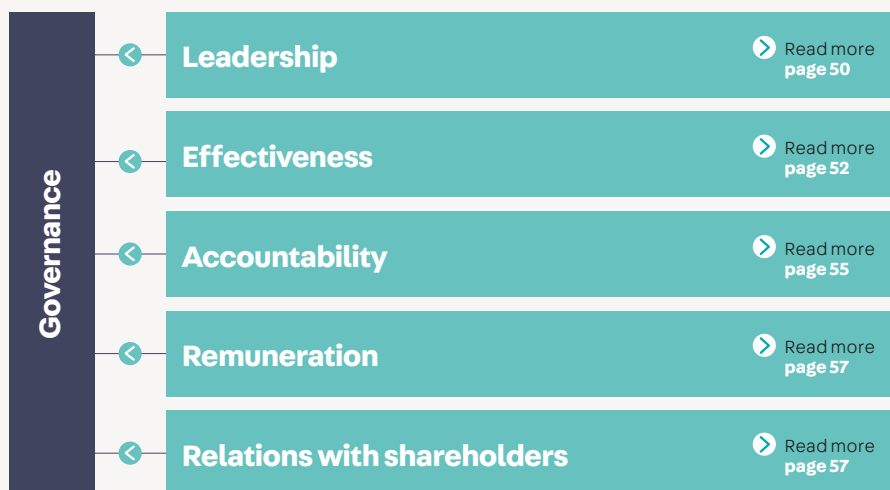 Governance
Leadership
Read more
page 50
Effectiveness
Read more
page 52
Accountability
Read more
page 55
Remuneration
Read more
page 57
Relations with shareholders
Read more
page 57